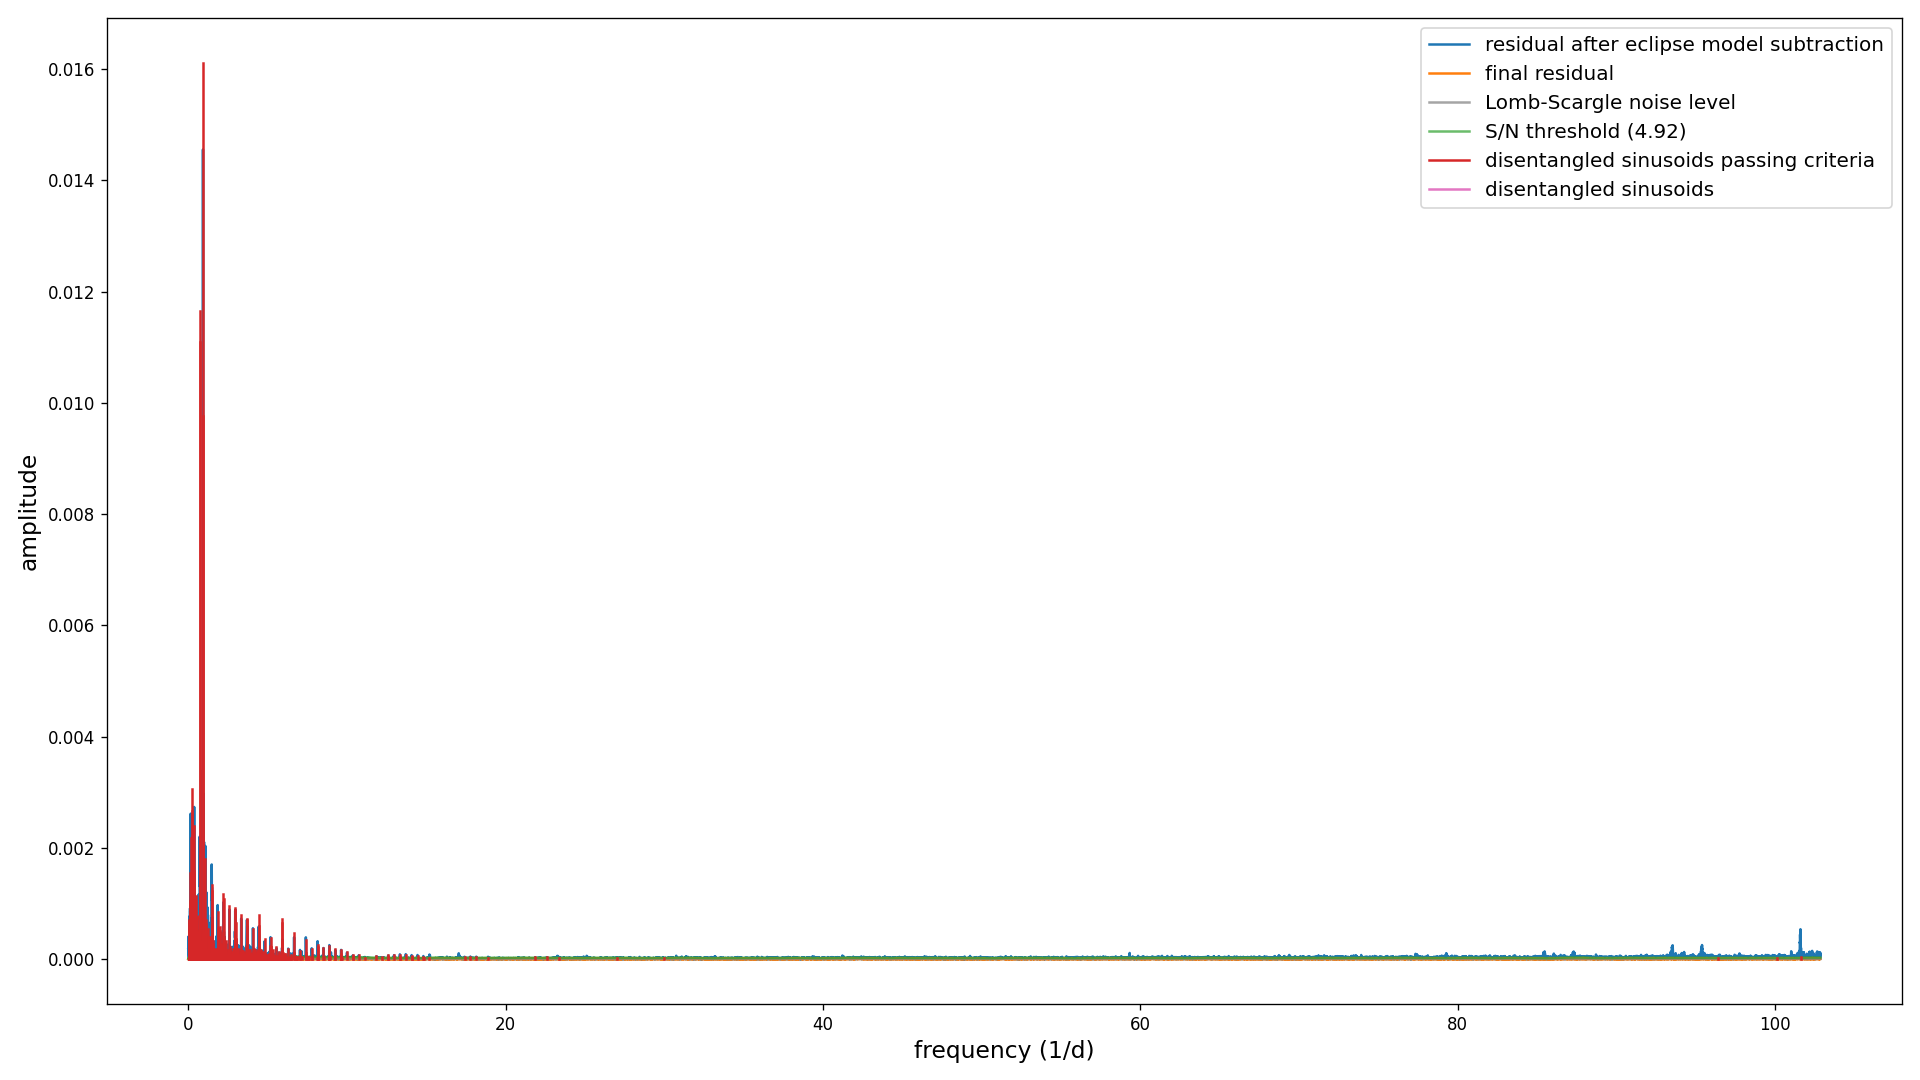 residual after eclipse model subtraction
final residual
Lomb-Scargle noise level
S/N threshold (4.92)
disentangled sinusoids passing criteria
disentangled sinusoids
amplitude
0.016
0.014
0.012
0.010
0.008
0.006
0.004
0.002
0.000
0 20 40 60 80 100
frequency (1/d)